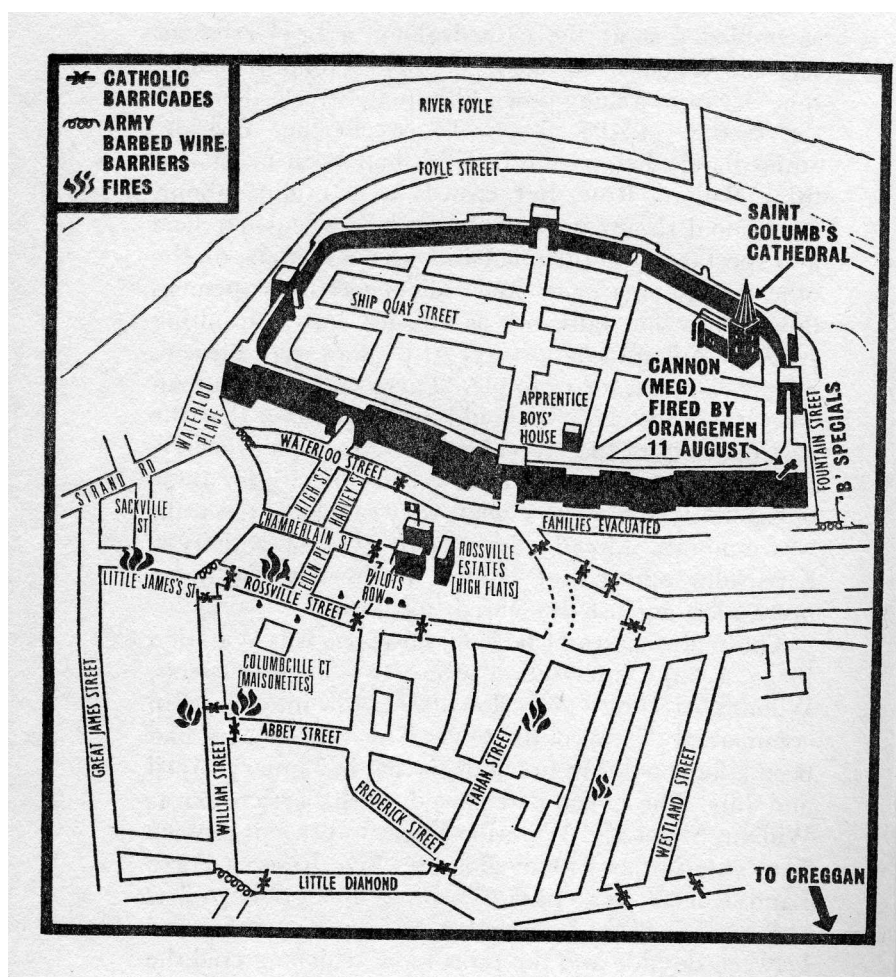 CATHOLIC
BARRICADES
ARMY
BARBED WIRE
BARRIERS
FIRES
RIVER FOYLE
FOYLE STREET
SAINT
COLUMB'S
CATHEDRAL
SHIP QUAY STREET
CANNON
(MEG)
FIRED BY
ORANGEMEN
11 AUGUST
APPRENTICE
BOYS'
HOUSE
FOUNTAIN STREET
B' SPECIALS
WATERLOO
PLACE
WATERLOO STREET
STRAND RD
SACKVILLE
ST
HIGH ST
HARVEY ST
FAMILIES EVACUATED
CHAMBERLAIN ST
EDEN PL
PILOTS
ROW
ROSSVILLE
ESTATES
[HIGH FLATS]
LITTLE JAMES'S ST
ROSSVILLE STREET
COLUMBCILLE CT
[MAISONETTES]
GREAT JAMES STREET
WILLIAM STREET
ABBEY STREET
FREDERICK STREET
FAHAN STREET
WESTLAND STREET
LITTLE DIAMOND
TO CREGGAN